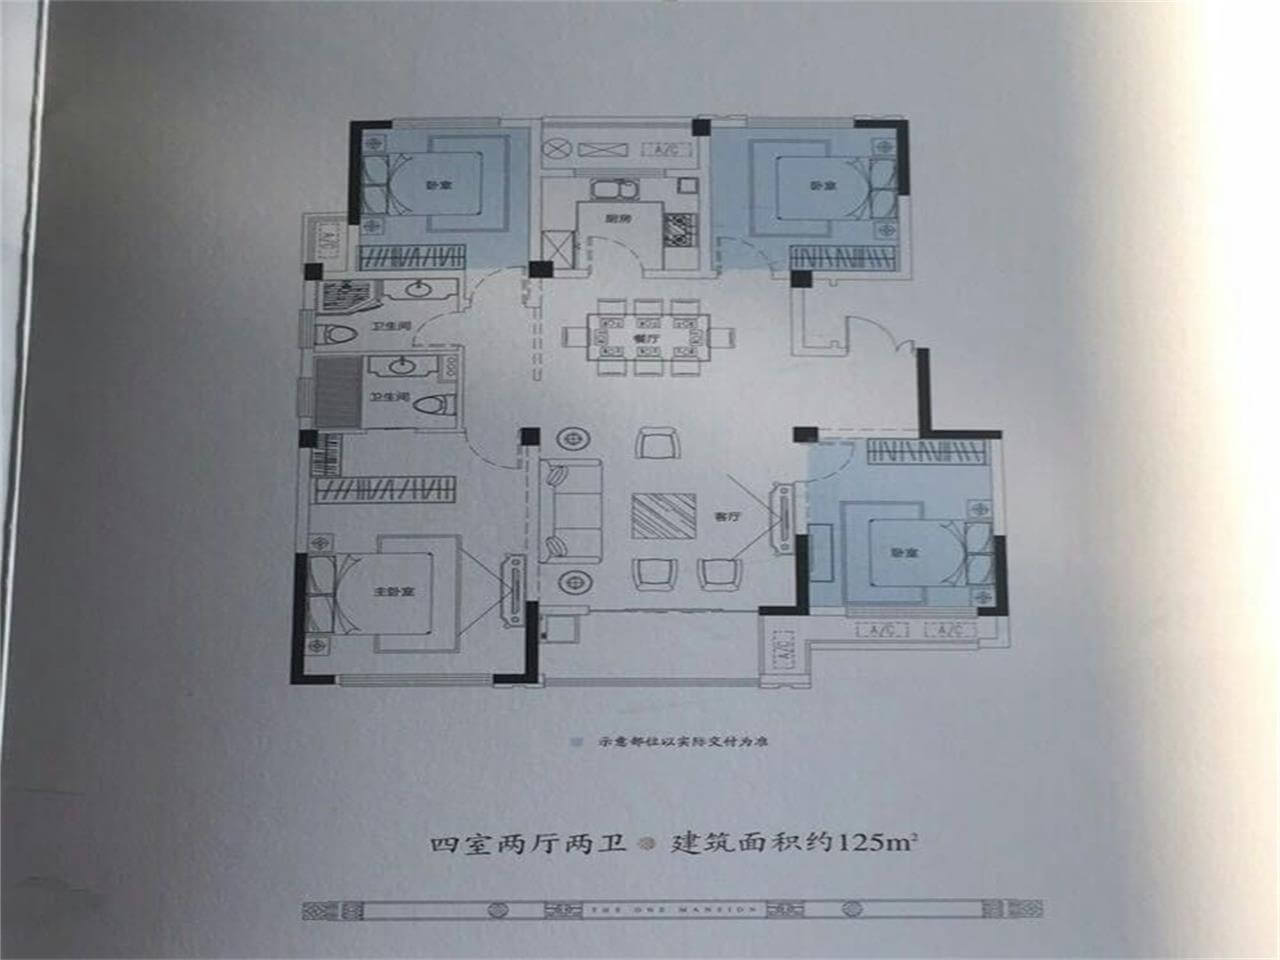 卧室
A/C
卧室
厨房
A/C
卫生间
餐厅
卫生间
客厅
卧室
主卧室
A/C
A/C
A/C
示意部位以实际交付为准
四室两厅两卫 建筑面积约125m²
THE ONE MANSION